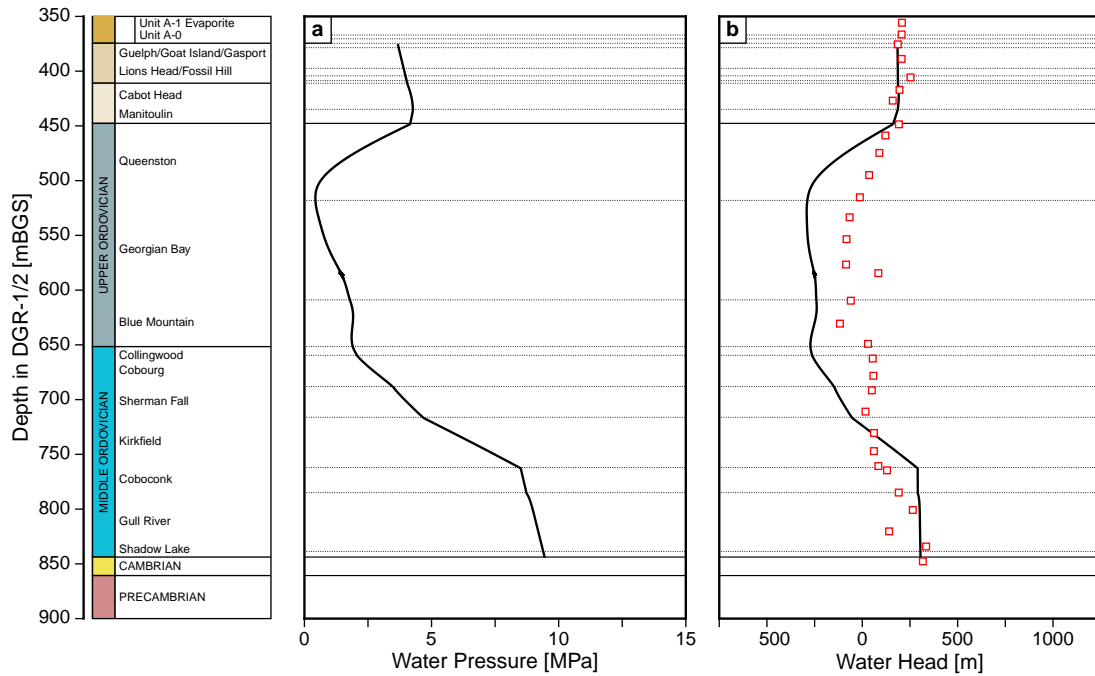 Depth in DGR-1/2 [mBGS]
350
400
450
500
550
600
650
700
750
800
850
900
UPPER ORDOVICIAN
MIDDLE ORDOVICIAN
Unit A-1 Evaporite
Unit A-0
Guelph/Goat Island/Gasport
Lions Head/Fossil Hill
Cabot Head
Manitoulin
Queenston
Georgian Bay
Blue Mountain
Collingwood
Cobourg
Sherman Fall
Kirkfield
Coboconk
Gull River
Shadow Lake
CAMBRIAN
PRECAMBRIAN
a
0 5 10 15
Water Pressure [MPa]
b
500 0 500 1000
Water Head [m]